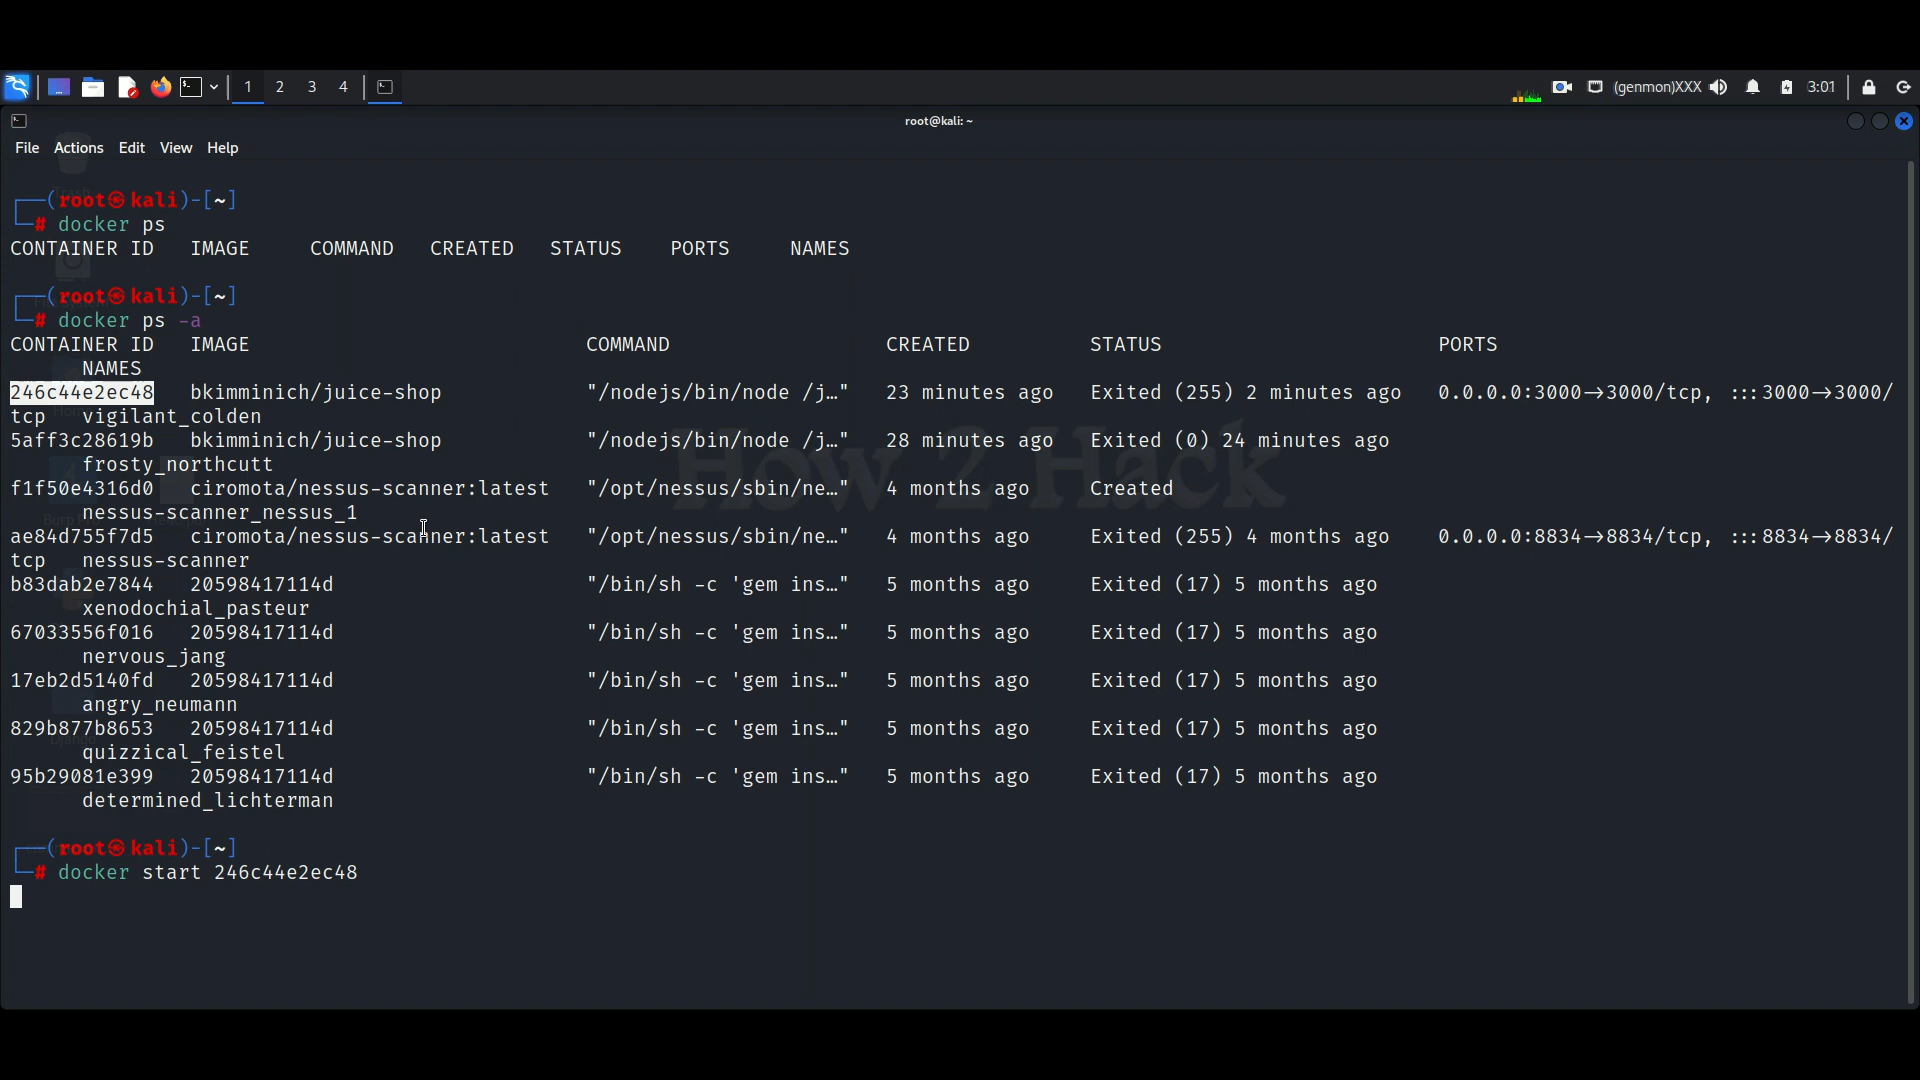 1 2 3 4 (genmon)XXX 3:01
root@kali: ~
File Actions Edit View Help
┌──(root㉿kali)-[~]
└─# docker ps
CONTAINER ID IMAGE COMMAND CREATED STATUS PORTS NAMES
┌──(root㉿kali)-[~]
└─# docker ps -a
CONTAINER ID IMAGE COMMAND CREATED STATUS PORTS
NAMES
246c44e2ec48 bkimminich/juice-shop "/nodejs/bin/node /j…" 23 minutes ago Exited (255) 2 minutes ago 0.0.0.0:3000->3000/tcp, :::3000->3000/
tcp vigilant_colden
5aff3c28619b bkimminich/juice-shop "/nodejs/bin/node /j…" 28 minutes ago Exited (0) 24 minutes ago
frosty_northcutt
How 2 Hack
f1f50e4316d0 ciromota/nessus-scanner:latest "/opt/nessus/sbin/ne…" 4 months ago Created
nessus-scanner_nessus_1
ae84d755f7d5 ciromota/nessus-scanner:latest "/opt/nessus/sbin/ne…" 4 months ago Exited (255) 4 months ago 0.0.0.0:8834->8834/tcp, :::8834->8834/
tcp nessus-scanner
b83dab2e7844 20598417114d "/bin/sh -c 'gem ins…" 5 months ago Exited (17) 5 months ago
xenodochial_pasteur
67033556f016 20598417114d "/bin/sh -c 'gem ins…" 5 months ago Exited (17) 5 months ago
nervous_jang
17eb2d5140fd 20598417114d "/bin/sh -c 'gem ins…" 5 months ago Exited (17) 5 months ago
angry_neumann
829b877b8653 20598417114d "/bin/sh -c 'gem ins…" 5 months ago Exited (17) 5 months ago
quizzical_feistel
95b29081e399 20598417114d "/bin/sh -c 'gem ins…" 5 months ago Exited (17) 5 months ago
determined_lichterman
┌──(root㉿kali)-[~]
└─# docker start 246c44e2ec48